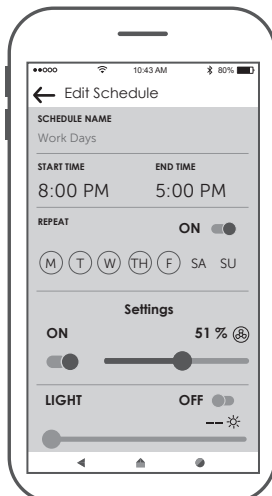 10:43 AM 80%
Edit Schedule
SCHEDULE NAME
Work Days
START TIME END TIME
8:00 PM 5:00 PM
REPEAT ON
M T W TH F SA SU
Settings
ON 51 %
LIGHT OFF
--